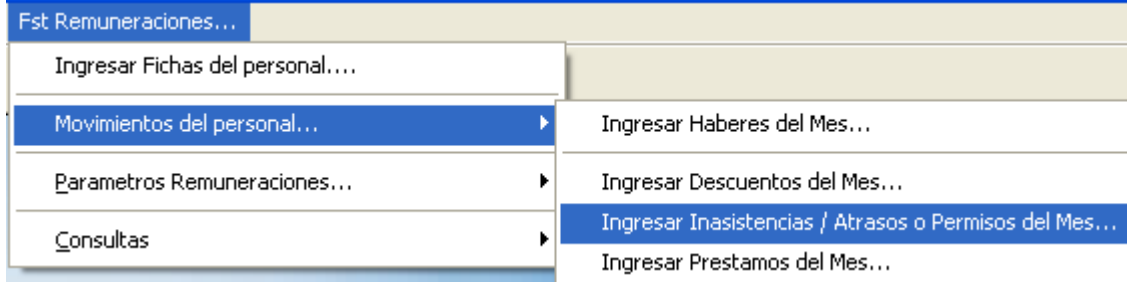 Fst Remuneraciones...
Ingresar Fichas del personal....
Movimientos del personal...
Parametros Remuneraciones...
Consultas
Ingresar Haberes del Mes...
Ingresar Descuentos del Mes...
Ingresar Inasistencias / Atrasos o Permisos del Mes...
Ingresar Prestamos del Mes...